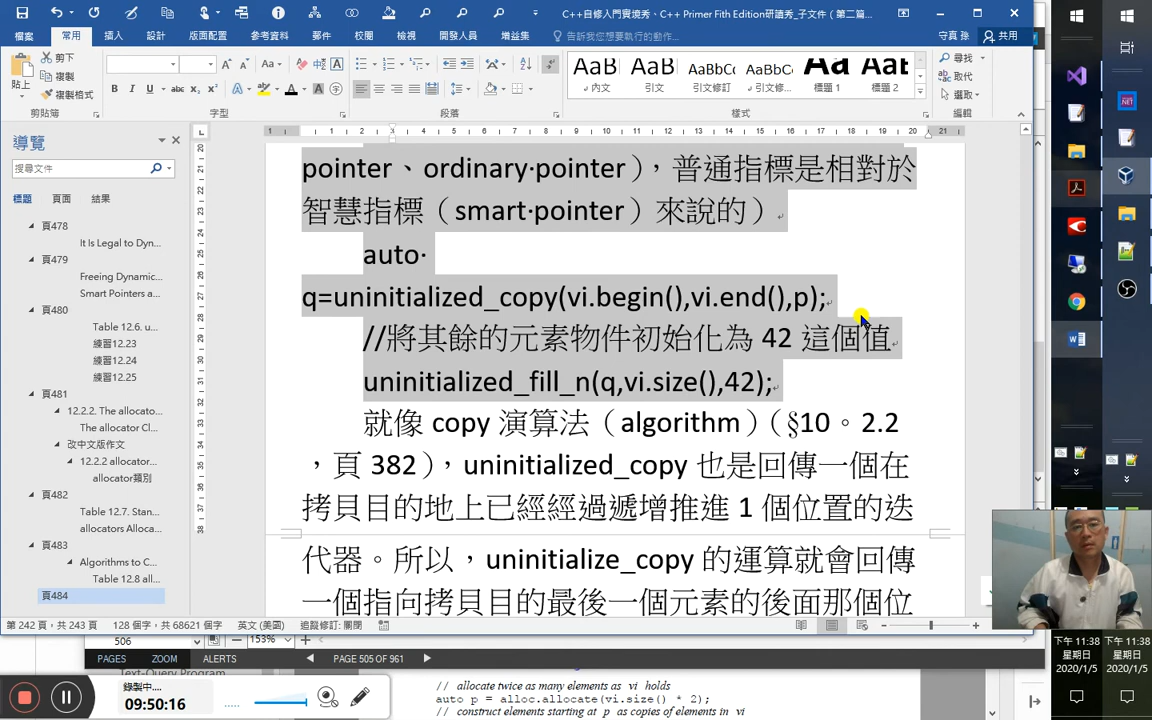 C++自修入門實境秀、C++ Primer Fifth Edition研讀秀_子文件（第二篇...
檔案 常用 插入 設計 版面配置 參考資料 郵件 校閱 檢視 開發人員 增益集 告訴我您想要執行的動作... 守真 孫 共用
貼上 剪下 複製 複製格式
AaB 內文 AaB 引文 AaBbCc 引文修訂 AaBbCc 引文修... AaB 標題 1 AaB 標題 2
尋找 取代 選取
剪貼簿 字型 段落 樣式 編輯
導覽
搜尋文件
標題 頁面 結果
頁478
It Is Legal to Dyn...
頁479
Freeing Dynamic...
Smart Pointers a...
頁480
Table 12.6. u...
練習12.23
練習12.24
練習12.25
頁481
12.2.2. The allocato...
The allocator Cl...
改中文版作文
12.2.2 allocator...
allocator類別
頁482
Table 12.7. Stan...
allocators Alloca...
頁483
Algorithms to C...
Table 12.8 all...
頁484
pointer、ordinary·pointer），普通指標是相對於
智慧指標（smart·pointer）來說的）
auto·
q=uninitialized_copy(vi.begin(),vi.end(),p);
//將其餘的元素物件初始化為 42 這個值
uninitialized_fill_n(q,vi.size(),42);
就像 copy 演算法（algorithm）（§10。2.2
，頁 382），uninitialized_copy 也是回傳一個在
拷貝目的地上已經經過遞增推進 1 個位置的迭
代器。所以，uninitialize_copy 的運算就會回傳
一個指向拷貝目的的最後一個元素的後面那個位
第 242 頁，共 243 頁 128 個字，共 68621 個字 英文 (美國) 追蹤修訂: 關閉
506 153%
PAGES ZOOM ALERTS PAGE 505 OF 961
Text-Query Program
錄製中...
09:50:16
// allocate twice as many elements as vi holds
auto p = alloc.allocate(vi.size() * 2);
// construct elements starting at p as copies of elements in vi
下午 11:38
星期日
2020/1/5
下午 11:38
星期日
2020/1/5